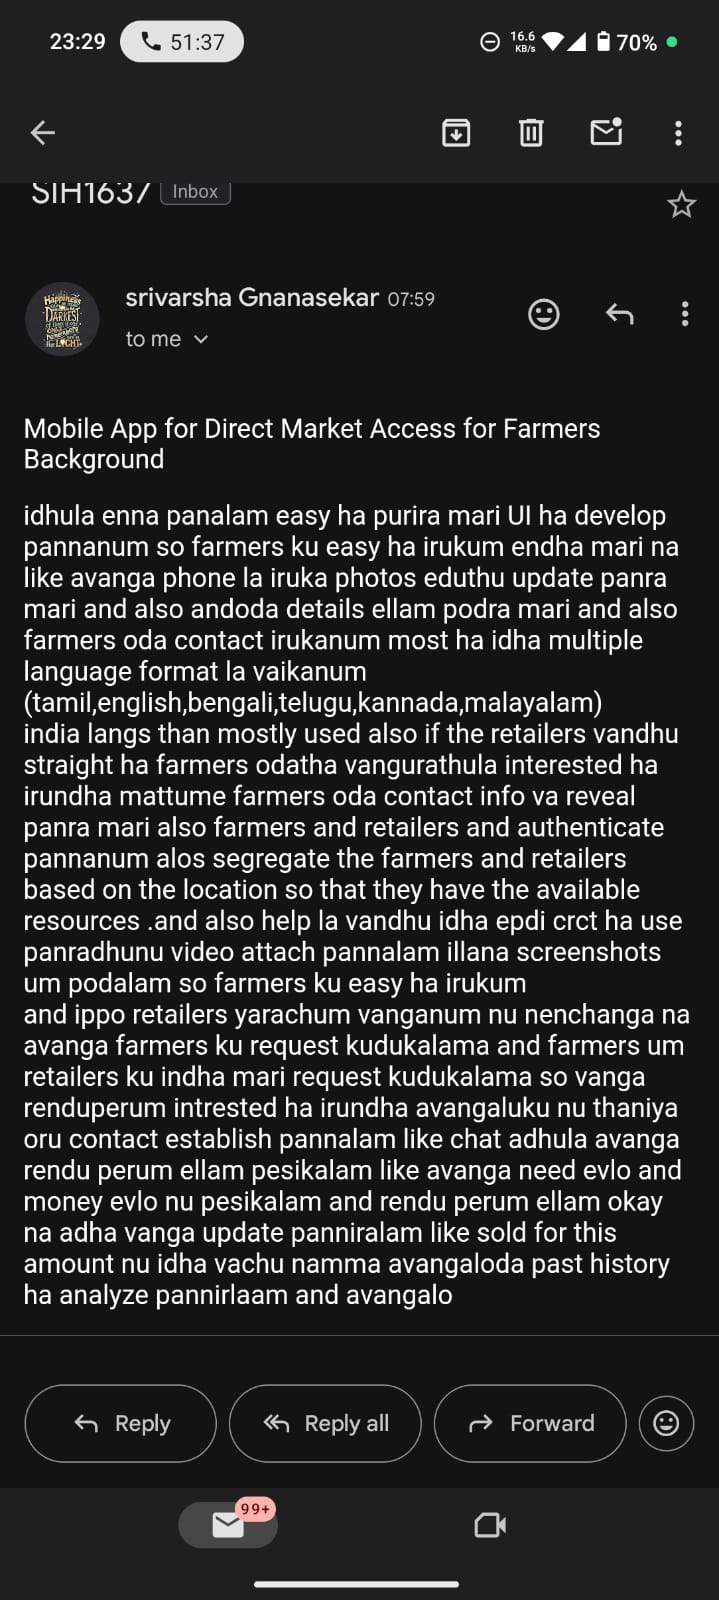 23:29 51:37 16.6 KB/s 70%
SIH1637 Inbox
srivarsha Gnanasekar 07:59
to me
Happiness
DARKEST
LIGHT.
Mobile App for Direct Market Access for Farmers
Background
idhula enna panalam easy ha purira mari UI ha develop
pannanum so farmers ku easy ha irukum endha mari na
like avanga phone la iruka photos eduthu update panra
mari and also andoda details ellam podra mari and also
farmers oda contact irukanum most ha idha multiple
language format la vaikanum
(tamil,english,bengali,telugu,kannada,malayalam)
india langs than mostly used also if the retailers vandhu
straight ha farmers odatha vangurathula interested ha
irundha mattume farmers oda contact info va reveal
panra mari also farmers and retailers and authenticate
pannanum alos segregate the farmers and retailers
based on the location so that they have the available
resources .and also help la vandhu idha epdi crct ha use
panradhunu video attach pannalam illana screenshots
um podalam so farmers ku easy ha irukum
and ippo retailers yarachum vanganum nu nenchanga na
avanga farmers ku request kudukalama and farmers um
retailers ku indha mari request kudukalama so vanga
renduperum intrested ha irundha avangaluku nu thaniya
oru contact establish pannalam like chat adhula avanga
rendu perum ellam pesikalam like avanga need evlo and
money evlo nu pesikalam and rendu perum ellam okay
na adha vanga update panniralam like sold for this
amount nu idha vachu namma avangaloda past history
ha analyze pannirlaam and avangalo
Reply Reply all Forward
99+